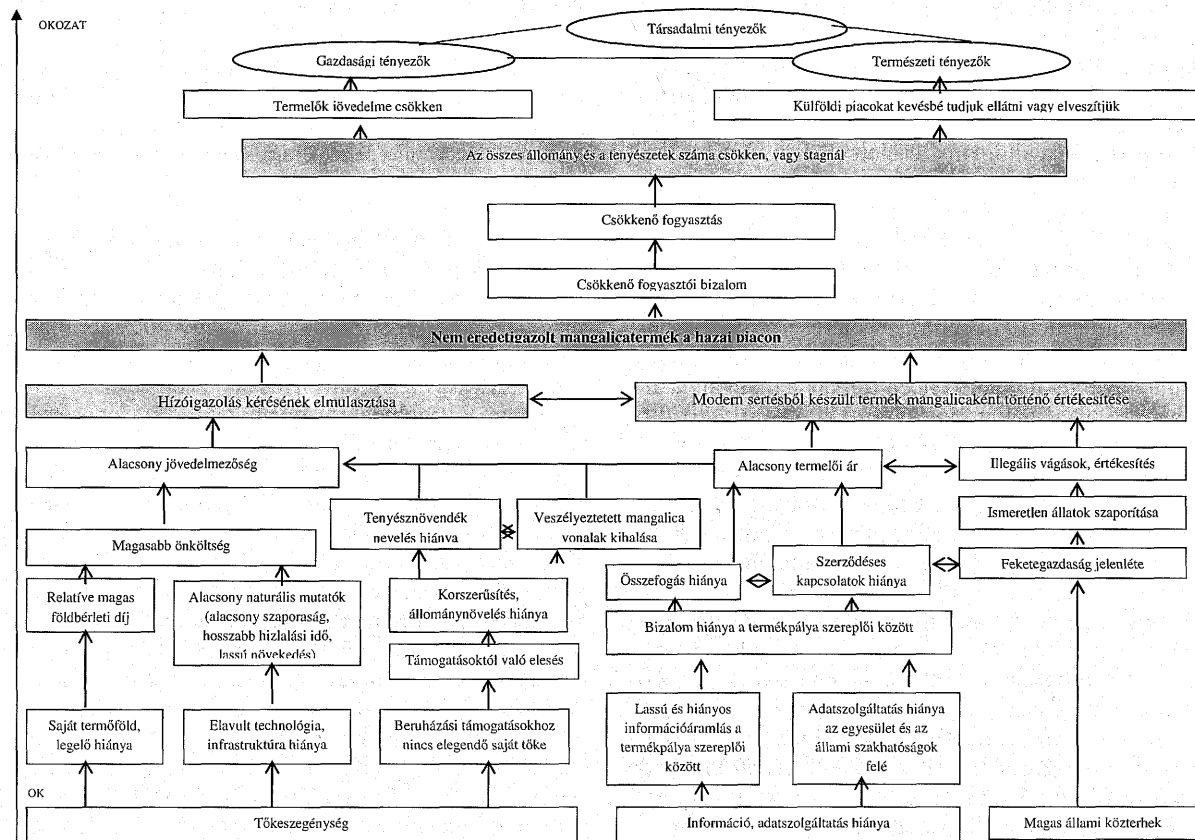 OKOZAT
Társadalmi tényezők
Gazdasági tényezők
Természeti tényezők
Termelők jövedelme csökken
Külföldi piacokat kevésbé tudjuk ellátni vagy elveszítjük
Az összes állomány és a tenyészetek száma csökken, vagy stagnál
Csökkenő fogyasztás
Csökkenő fogyasztói bizalom
Nem eredetigazolt mangalicatermék a hazai piacon
Hízóigazolás kérésének elmulasztása
Modern sertésből készült termék mangalicaként történő értékesítése
Alacsony jövedelmezőség
Alacsony termelői ár
Illegális vágások, értékesítés
Tenyésznövendék
nevelés hiánya
Veszélyeztetett mangalica
vonalak kihalása
Ismeretlen állatok szaporítása
Magasabb önköltség
Összefogás hiánya
Szerződéses
kapcsolatok hiánya
Feketegazdaság jelenléte
Relatíve magas
földbérleti díj
Alacsony naturális mutatók
(alacsony szaporaság,
hosszabb hizlalási idő,
lassú növekedés)
Korszerűsítés,
állománynövelés hiánya
Bizalom hiánya a termékpálya szereplői között
Támogatásoktól való elesés
Saját termőföld,
legelő hiánya
Elavult technológia,
infrastruktúra hiánya
Beruházási támogatásokhoz
nincs elegendő saját tőke
Lassú és hiányos
információáramlás a
termékpálya szereplői
között
Adatszolgáltatás hiánya
az egyesület és az
állami szakhatóságok
felé
OK
Tőkeszegénység
Információ, adatszolgáltatás hiánya
Magas állami közterhek